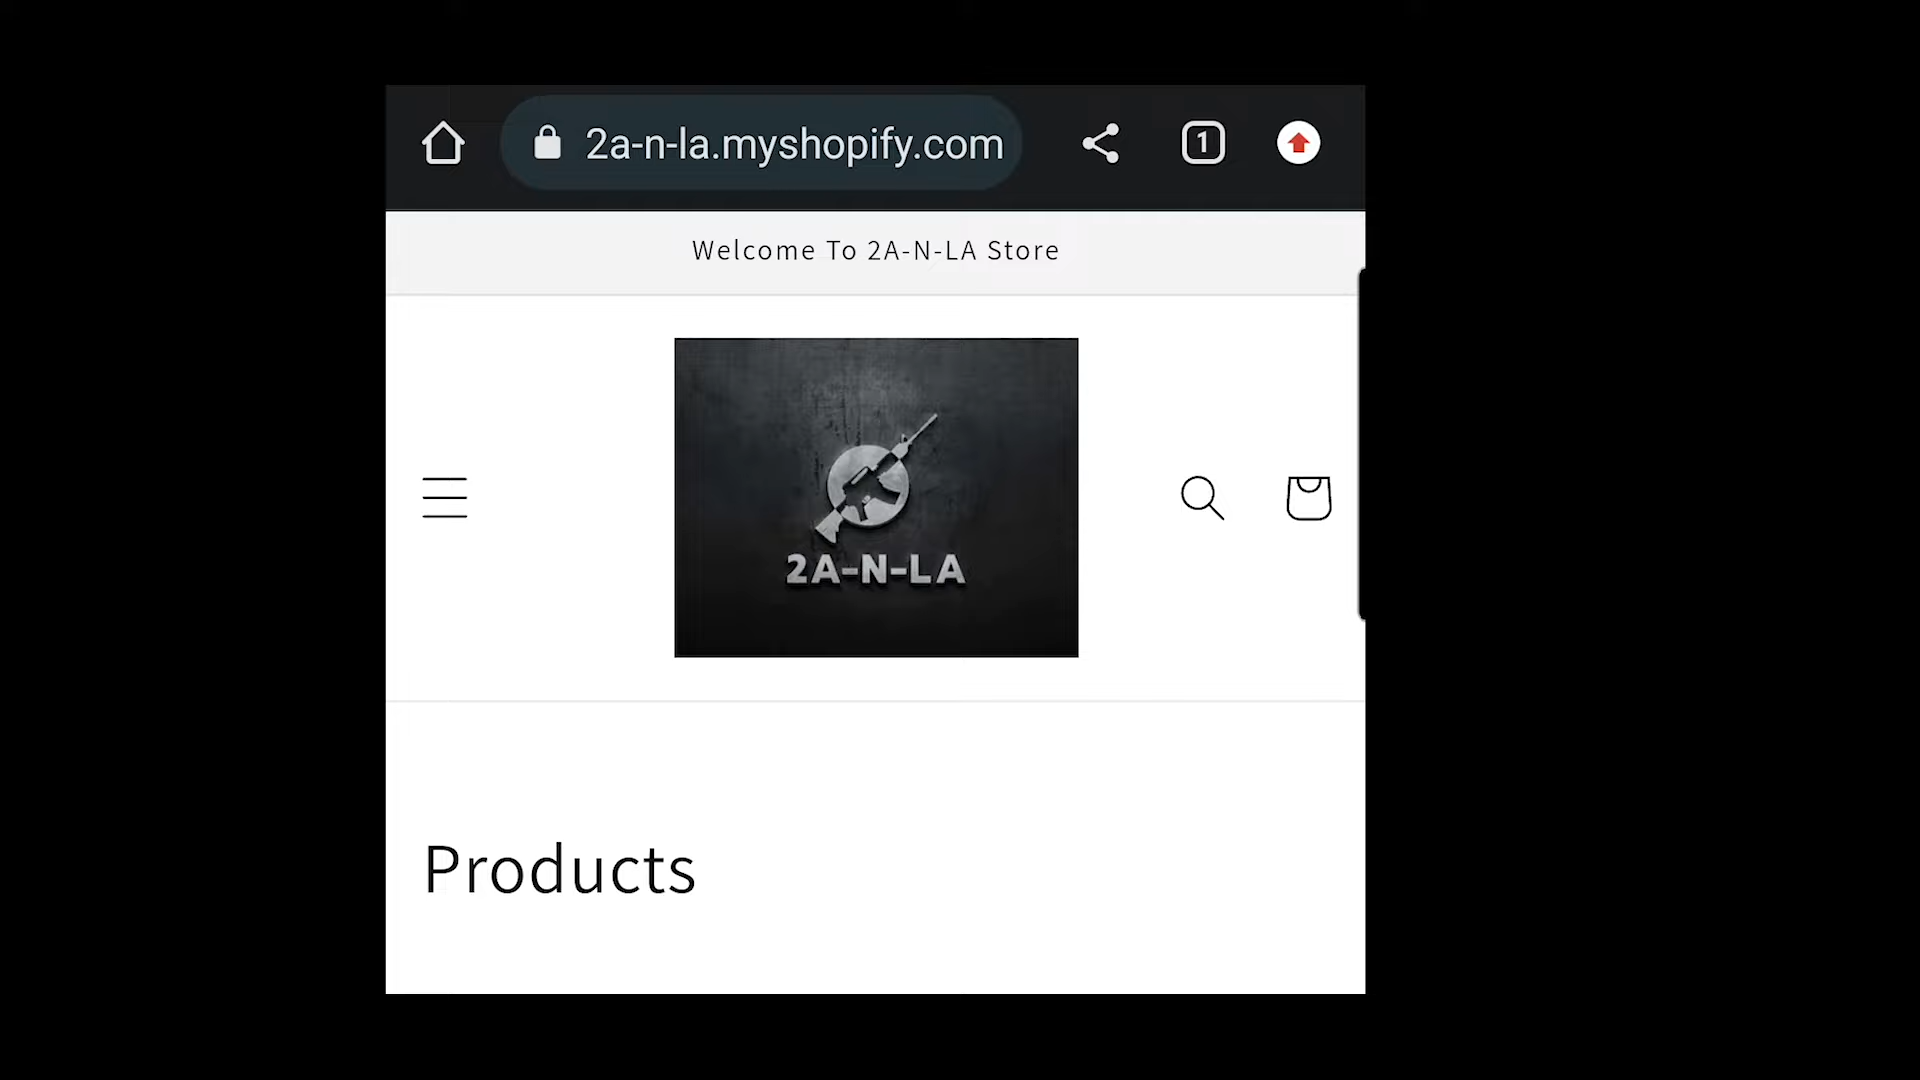 2a-n-la.myshopify.com
1
Welcome To 2A-N-LA Store
2A-N-LA
Products